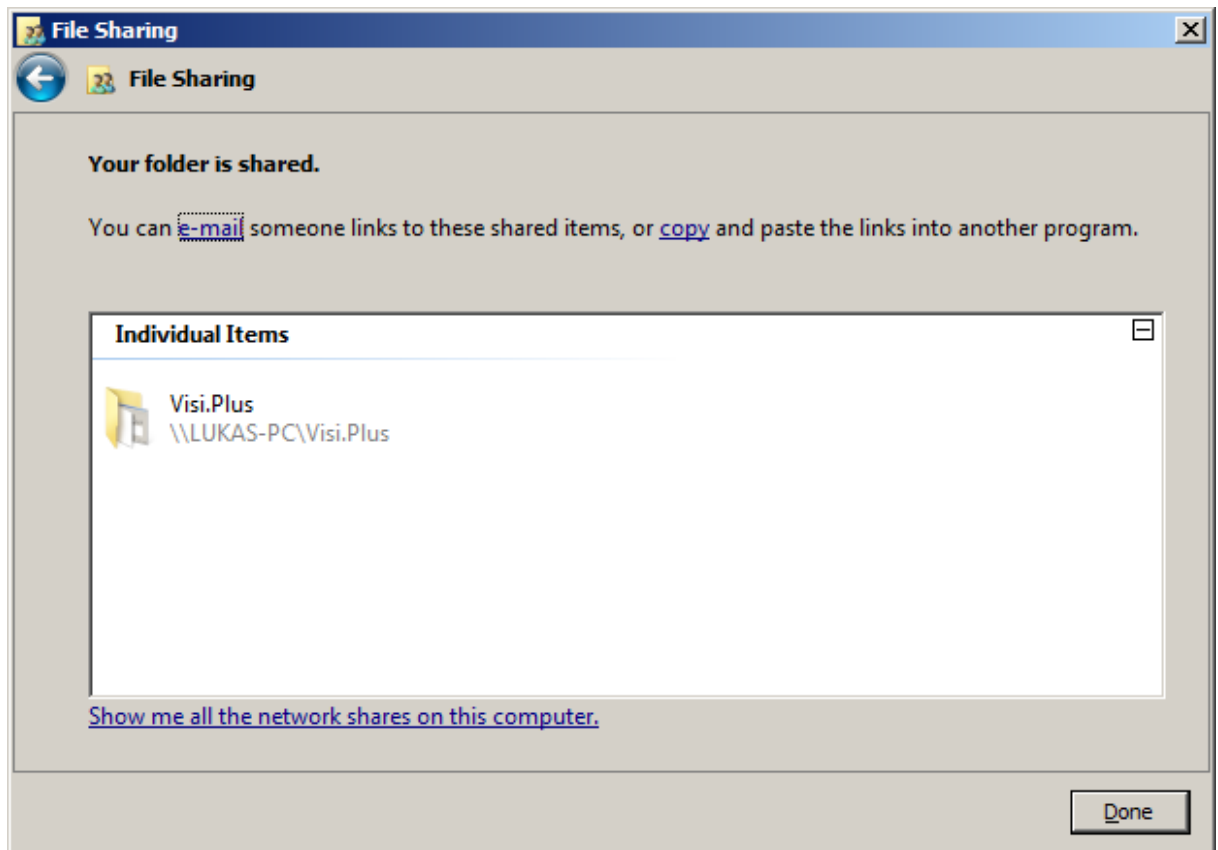 File Sharing
File Sharing
Your folder is shared.
You can e-mail someone links to these shared items, or copy and paste the links into another program.
Individual Items
Visi.Plus
\\LUKAS-PC\Visi.Plus
Show me all the network shares on this computer.
Done